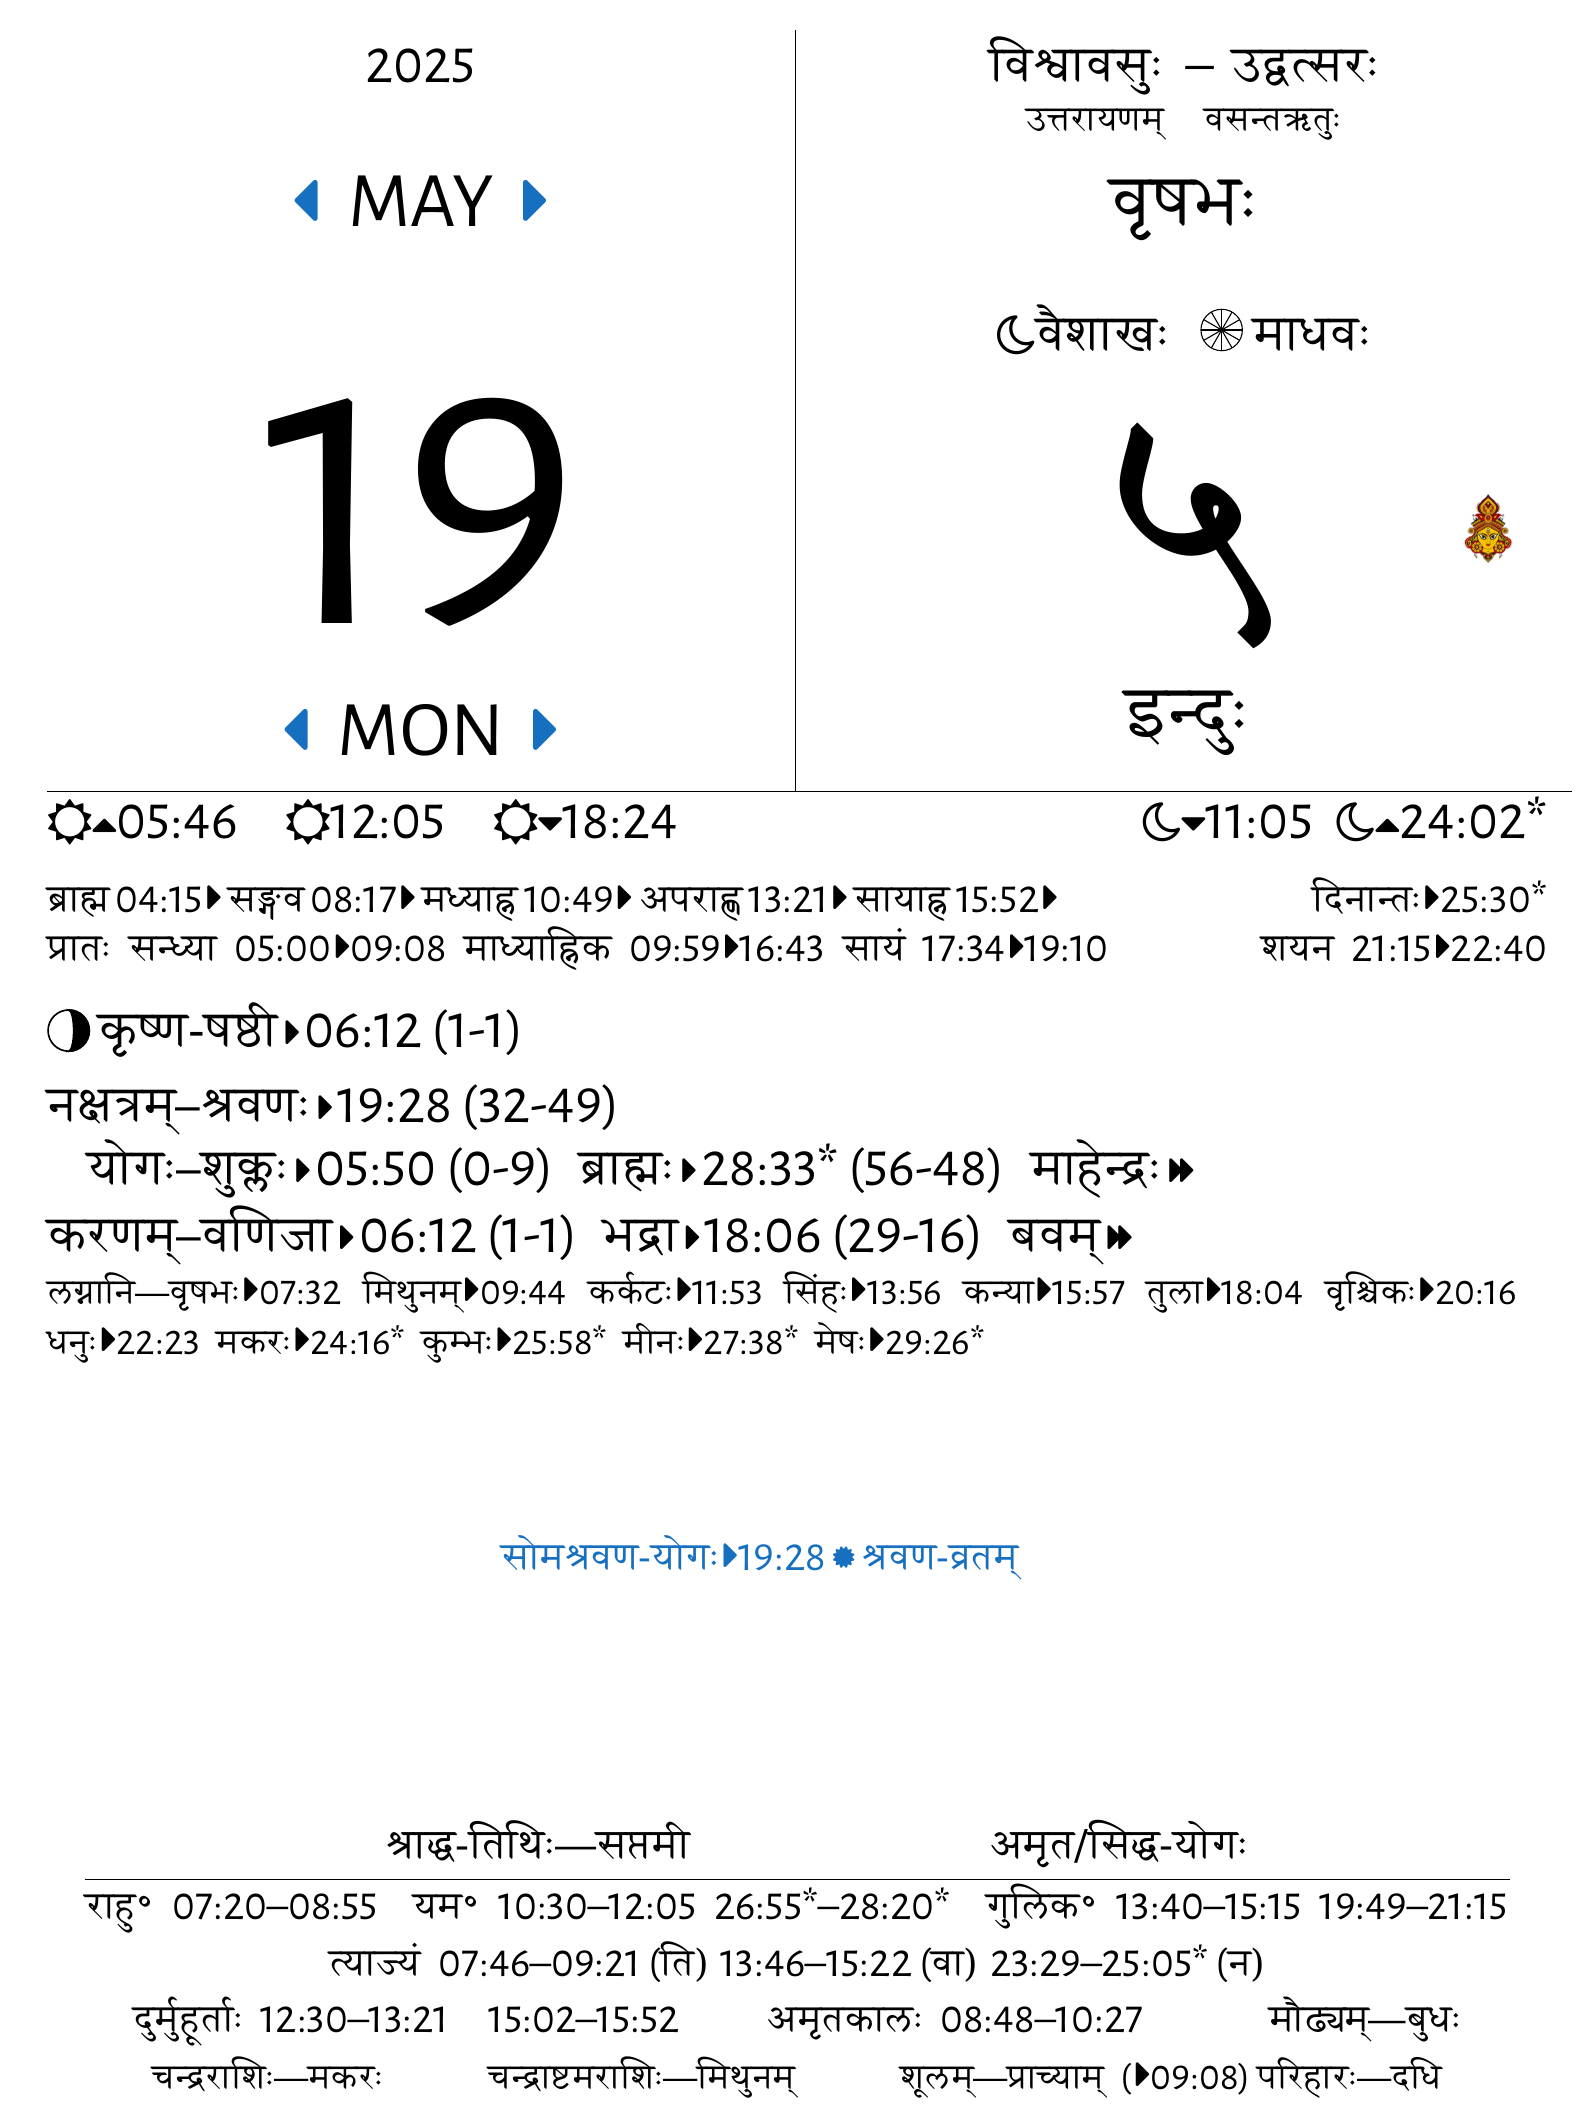 2025
MAY
19
MON
विश्वावसुः – उद्वत्सरः
उत्तरायणम् वसन्तऋतुः
वृषभः
वैशाखः माधवः
५
इन्दुः
05:46 12:05 18:24 11:05 24:02*
ब्राह्म 04:15 सङ्गव 08:17 मध्याह्न 10:49 अपराह्ण 13:21 सायाह्न 15:52 दिनान्तः 25:30*
प्रातः सन्ध्या 05:00 09:08 माध्याह्निक 09:59 16:43 सायं 17:34 19:10 शयन 21:15 22:40
कृष्ण-षष्ठी 06:12 (1-1)
नक्षत्रम्–श्रवणः 19:28 (32-49)
योगः–शुक्लः 05:50 (0-9) ब्राह्मः 28:33* (56-48) माहेन्द्रः
करणम्–वणिजा 06:12 (1-1) भद्रा 18:06 (29-16) बवम्
लग्नानि—वृषभः 07:32 मिथुनम् 09:44 कर्कटः 11:53 सिंहः 13:56 कन्या 15:57 तुला 18:04 वृश्चिकः 20:16
धनुः 22:23 मकरः 24:16* कुम्भः 25:58* मीनः 27:38* मेषः 29:26*
सोमश्रवण-योगः 19:28 श्रवण-व्रतम्
श्राद्ध-तिथिः—सप्तमी अमृत/सिद्ध-योगः
राहु॰ 07:20–08:55 यम॰ 10:30–12:05 26:55*–28:20* गुलिक॰ 13:40–15:15 19:49–21:15
त्याज्यं 07:46–09:21 (ति) 13:46–15:22 (वा) 23:29–25:05* (न)
दुर्मुहूर्ताः 12:30–13:21 15:02–15:52 अमृतकालः 08:48–10:27 मौढ्यम्—बुधः
चन्द्रराशिः—मकरः चन्द्राष्टमराशिः—मिथुनम् शूलम्—प्राच्याम् (09:08) परिहारः—दधि